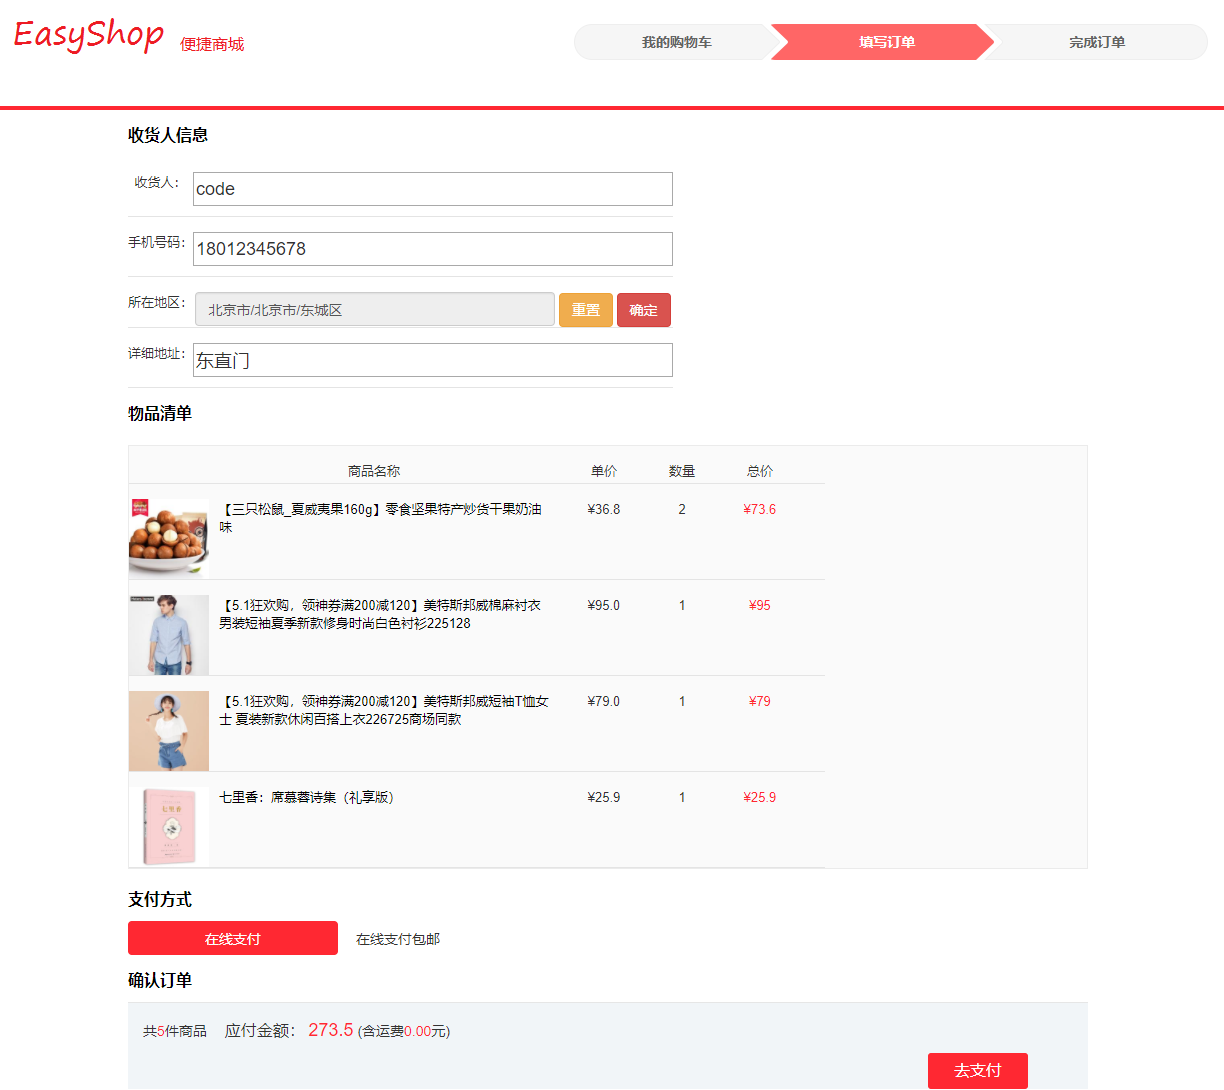 EasyShop 便捷商城
我的购物车 填写订单 完成订单
收货人信息
收货人： code
手机号码： 18012345678
所在地区： 北京市/北京市/东城区 重置 确定
详细地址： 东直门
物品清单
商品名称 单价 数量 总价
【三只松鼠_夏威夷果160g】零食坚果特产炒货干果奶油 ¥36.8 2 ¥73.6
味
【5.1狂欢购，领神券满200减120】美特斯邦威棉麻衬衣 ¥95.0 1 ¥95
男装短袖夏季新款修身时尚白色衬衫225128
【5.1狂欢购，领神券满200减120】美特斯邦威短袖T恤女 ¥79.0 1 ¥79
士 夏装新款休闲百搭上衣226725商场同款
七里香：席慕蓉诗集（礼享版） ¥25.9 1 ¥25.9
七里香
支付方式
在线支付 在线支付包邮
确认订单
共5件商品 应付金额： 273.5 (含运费0.00元)
去支付